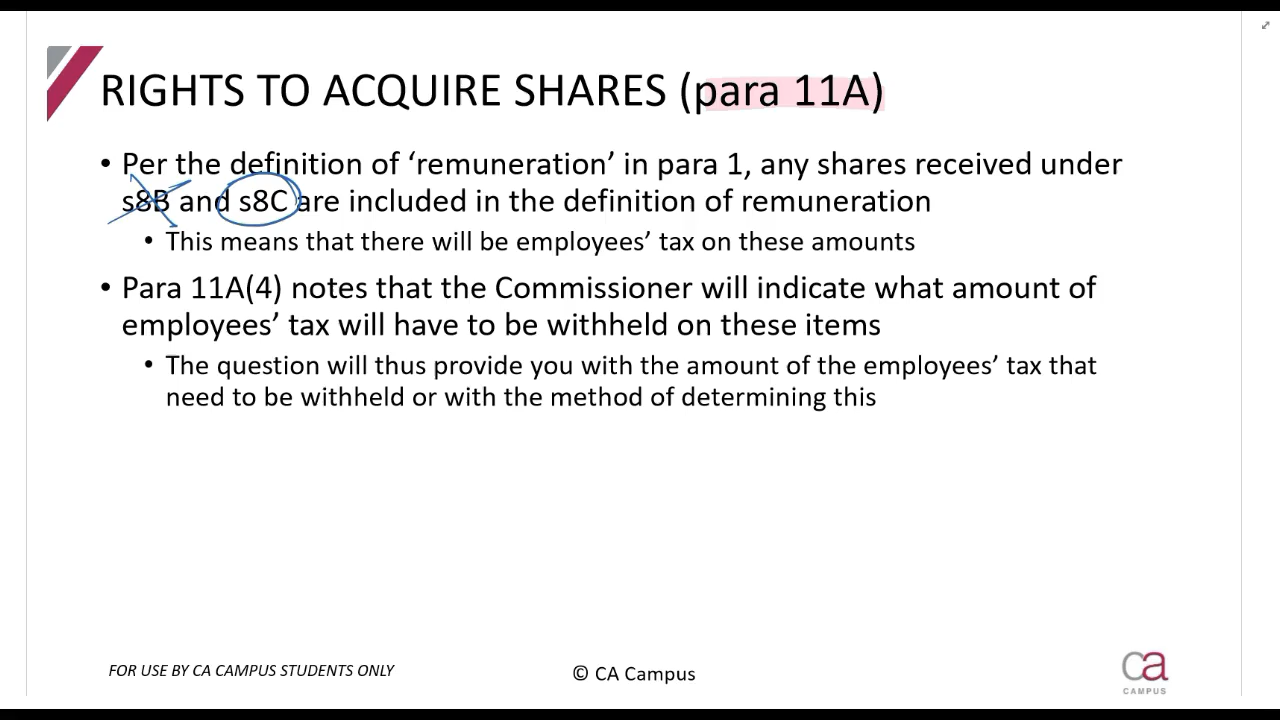 RIGHTS TO ACQUIRE SHARES (para 11A)
• Per the definition of ‘remuneration’ in para 1, any shares received under
s8B and s8C are included in the definition of remuneration
• This means that there will be employees’ tax on these amounts
• Para 11A(4) notes that the Commissioner will indicate what amount of
employees’ tax will have to be withheld on these items
• The question will thus provide you with the amount of the employees’ tax that
need to be withheld or with the method of determining this
FOR USE BY CA CAMPUS STUDENTS ONLY
© CA Campus
ca
CAMPUS